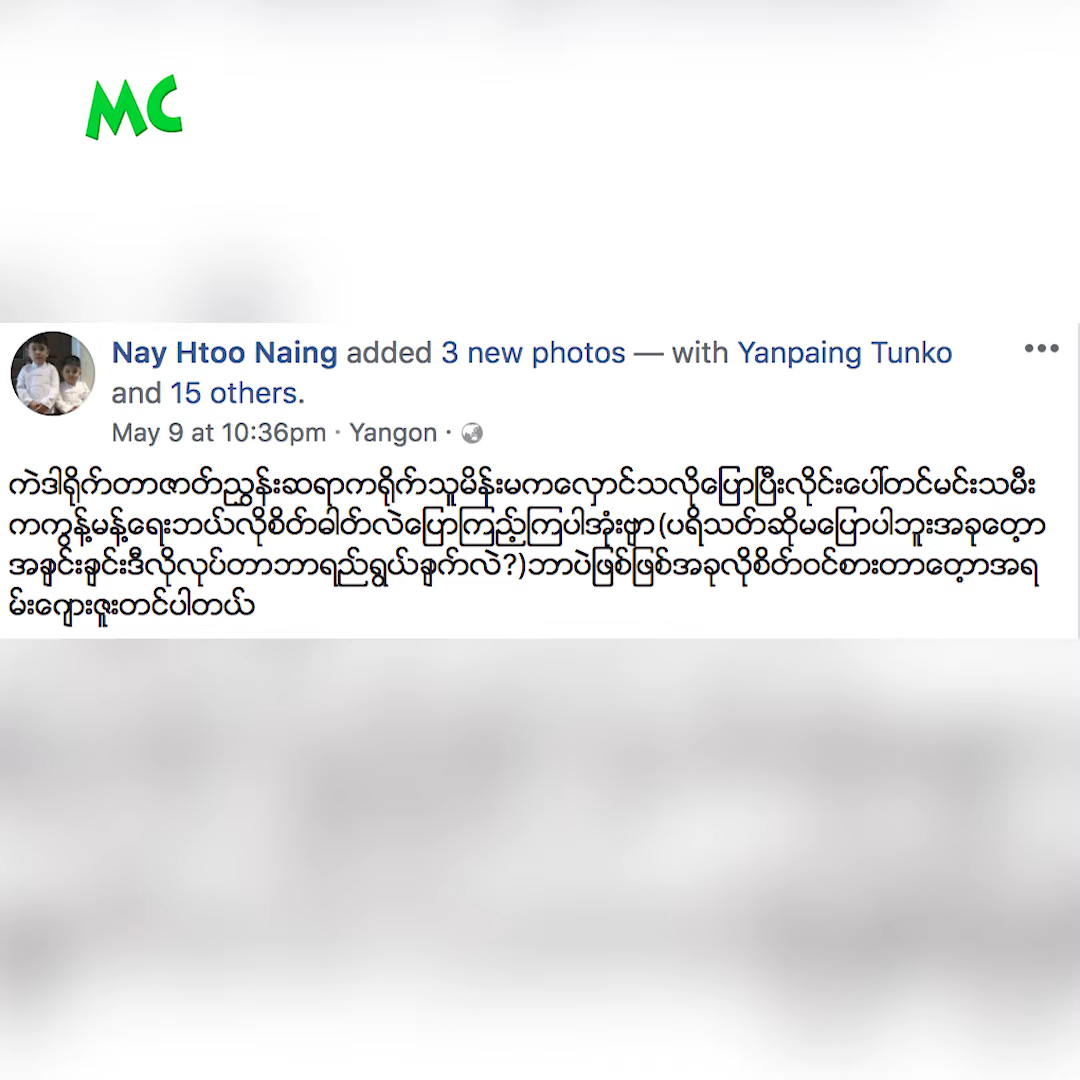 MC
Nay Htoo Naing added 3 new photos — with Yanpaing Tunko
and 15 others.
May 9 at 10:36pm · Yangon ·
ကဲဒါရိုက်တာဇာတ်ညွှန်းဆရာကရိုက်သူမိန်းမကလှောင်သလိုပြောပြီးလိုင်းပေါ်တင်မင်းသမီး
ကကွန့်မန့်ရေးဘယ်လိုစိတ်ဓါတ်လဲပြောကြည့်ကြပါအုံးဗျာ(ပရိသတ်ဆိုမပြောပါဘူးအခုတော့
အချင်းချင်းဒီလိုလုပ်တာဘာရည်ရွယ်ချက်လဲ?)ဘာပဲဖြစ်ဖြစ်အခုလိုစိတ်ဝင်စားတာတော့အရ
မ်းကျေးဇူးတင်ပါတယ်